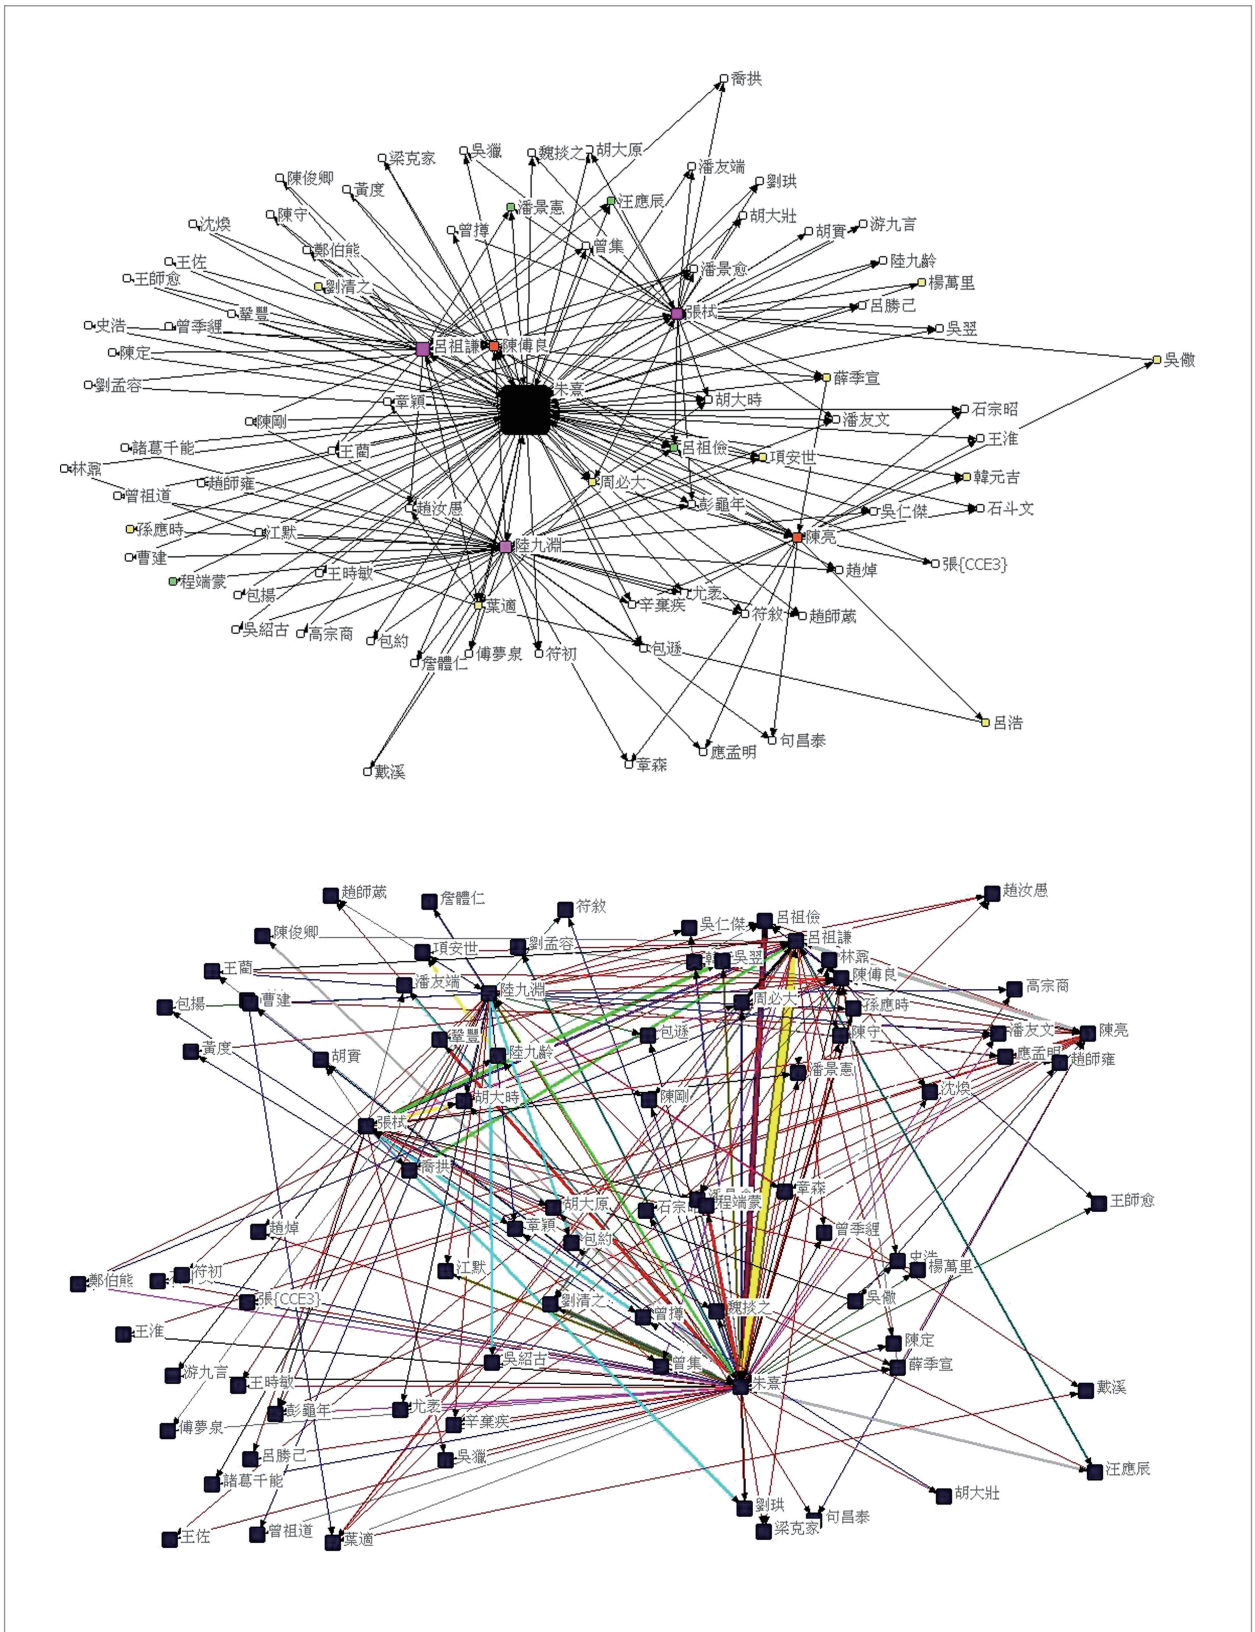 喬拱
吳獵
魏掞之
胡大原
梁克家
潘友端
劉珙
陳俊卿
黃度
汪應辰
潘景憲
陳守
胡大壯
沈煥
曾撙
胡實
游九言
鄭伯熊
曾集
王佐
陸九齡
王師愈
潘景愈
劉清之
楊萬里
鞏豐
張栻
呂勝己
史浩
曾季貍
吳翌
呂祖謙
陳傅良
陳定
吳儆
劉孟容
朱熹
薛季宣
章穎
胡大時
陳剛
潘友文
石宗昭
諸葛千能
王藺
呂祖儉
王淮
林鼐
項安世
曾祖道
趙師雍
周必大
韓元吉
趙汝愚
彭龜年
吳仁傑
石斗文
孫應時
江默
陳亮
曹建
陸九淵
程端蒙
王時敏
趙焯
張{CCE3}
包揚
葉適
尤袤
辛棄疾
符敘
趙師蒧
吳紹古
高宗商
包約
包遜
詹體仁
傅夢泉
符初
呂浩
戴溪
章森
應孟明
句昌泰
趙師蒧
詹體仁
符敘
趙汝愚
陳俊卿
項安世
劉孟容
吳仁傑
呂祖儉
呂祖謙
王藺
吳翌
林鼐
潘友端
陸九淵
陳傅良
高宗商
包揚
曹建
周必大
孫應時
黃度
鞏豐
包遜
陳守
潘友文
陳亮
胡實
陸九齡
應孟明
趙師雍
胡大時
陳剛
潘景憲
沈煥
張栻
喬拱
胡大原
石宗昭
程端蒙
章森
王師愈
趙焯
章穎
包約
曾季貍
鄭伯熊
符初
江默
史浩
楊萬里
張{CCE3}
劉清之
曾撙
魏掞之
吳儆
王淮
陳定
游九言
王時敏
吳紹古
曾集
朱熹
薛季宣
戴溪
傅夢泉
彭龜年
尤袤
辛棄疾
呂勝己
吳獵
汪應辰
諸葛千能
劉珙
胡大壯
王佐
曾祖道
葉適
梁克家
句昌泰